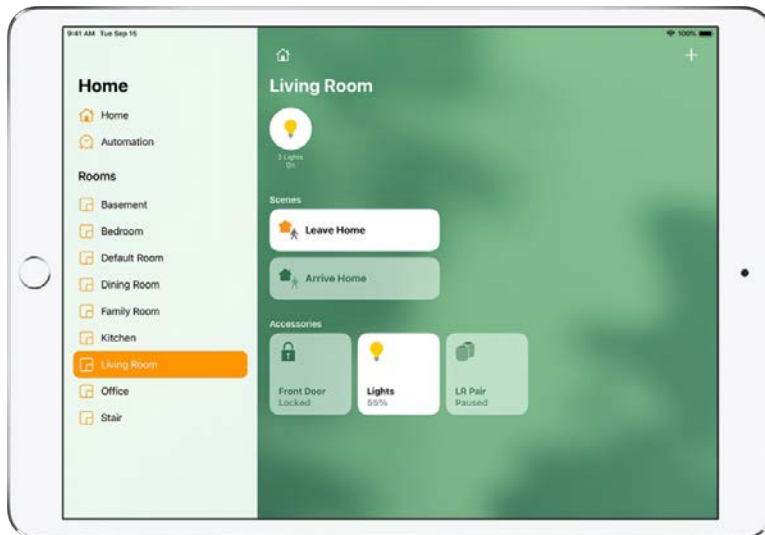 9:41 AM Tue Sep 15
100%
Home
Home
Automation
Rooms
Basement
Bedroom
Default Room
Dining Room
Family Room
Kitchen
Living Room
Office
Stair
Living Room
3 Lights
On
Scenes
Leave Home
Arrive Home
Accessories
Front Door
Locked
Lights
55%
LR Pair
Paused